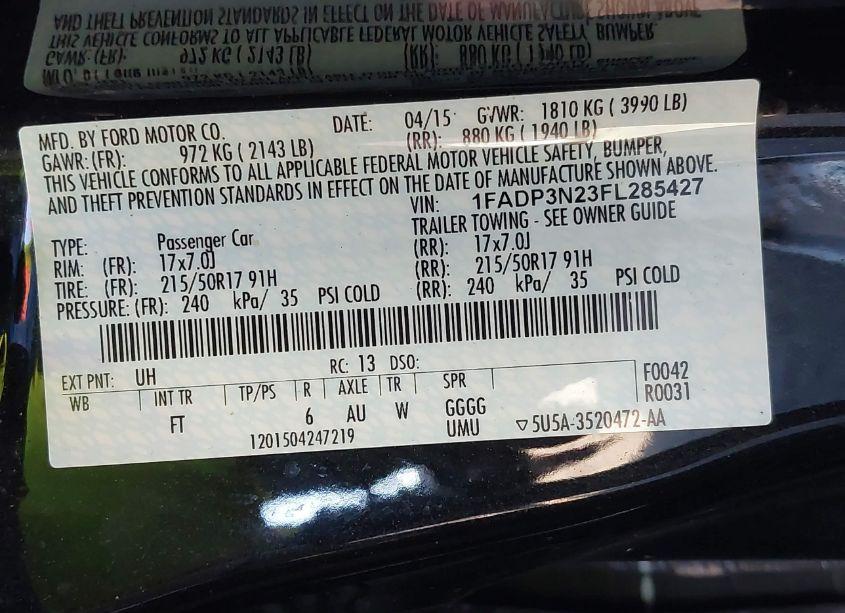 MFD. BY FORD MOTOR CO. DATE: 04/15 GVWR: 1810 KG ( 3990 LB)
GAWR: (FR): 972 KG ( 2143 LB) (RR): 880 KG ( 1940 LB)
THIS VEHICLE CONFORMS TO ALL APPLICABLE FEDERAL MOTOR VEHICLE SAFETY, BUMPER,
AND THEFT PREVENTION STANDARDS IN EFFECT ON THE DATE OF MANUFACTURE SHOWN ABOVE.
VIN: 1FADP3N23FL285427
TRAILER TOWING - SEE OWNER GUIDE
TYPE: Passenger Car
RIM: (FR): 17x7.0J (RR): 17x7.0J
TIRE: (FR): 215/50R17 91H (RR): 215/50R17 91H
PRESSURE: (FR): 240 kPa/ 35 PSI COLD (RR): 240 kPa/ 35 PSI COLD
EXT PNT: UH RC: 13 DSO: F0042
WB INT TR TP/PS R AXLE TR SPR R0031
FT 6 AU W GGGG
1201504247219 UMU ▽5U5A-3520472-AA